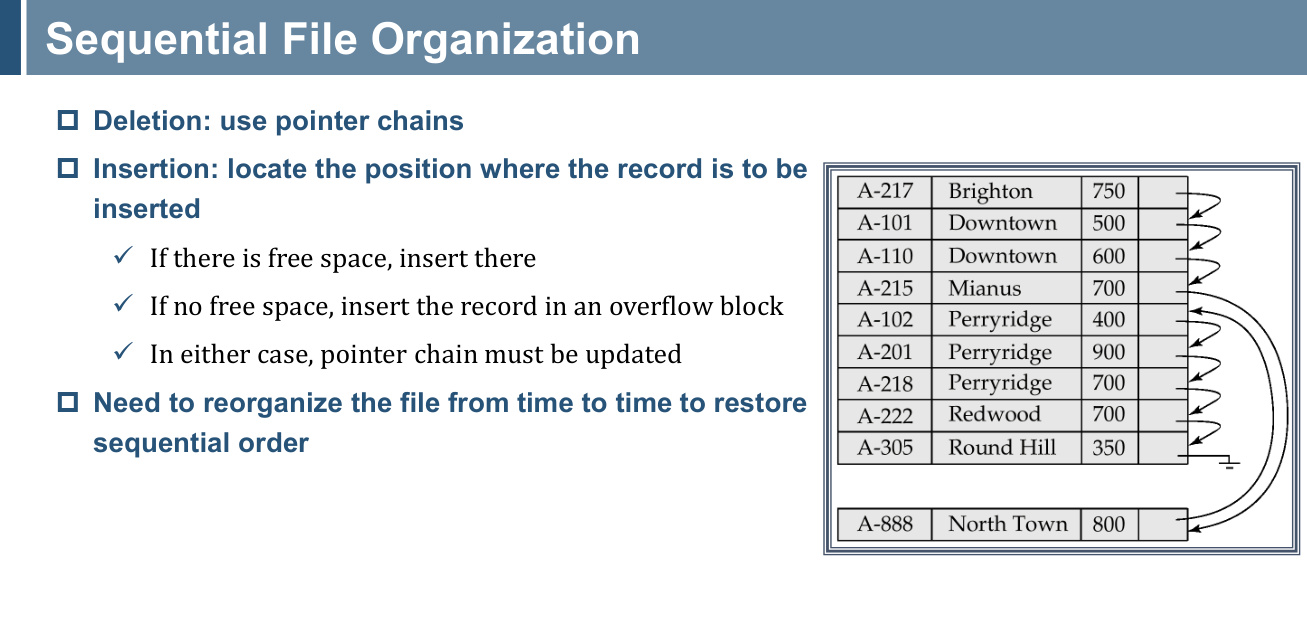 Sequential File Organization
Deletion: use pointer chains
Insertion: locate the position where the record is to be
inserted
✓ If there is free space, insert there
✓ If no free space, insert the record in an overflow block
✓ In either case, pointer chain must be updated
Need to reorganize the file from time to time to restore
sequential order
A-217 Brighton 750
A-101 Downtown 500
A-110 Downtown 600
A-215 Mianus 700
A-102 Perryridge 400
A-201 Perryridge 900
A-218 Perryridge 700
A-222 Redwood 700
A-305 Round Hill 350
A-888 North Town 800